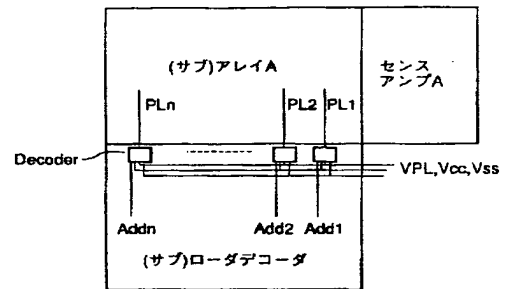 (サブ)アレイA
センス
アンプA
PLn
PL2
PL1
Decoder
VPL,Vcc,Vss
Addn
Add2
Add1
(サブ)ローダデコーダ